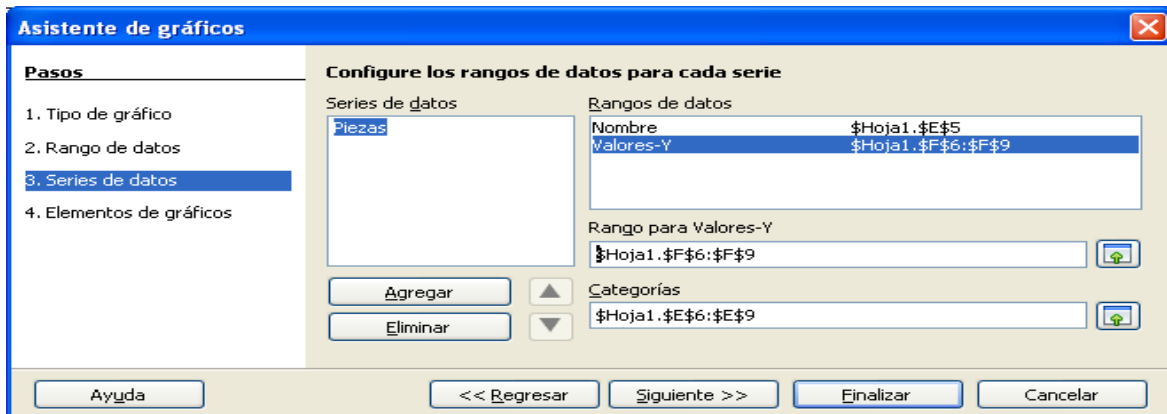 Asistente de gráficos
Pasos
1. Tipo de gráfico
2. Rango de datos
3. Series de datos
4. Elementos de gráficos
Configure los rangos de datos para cada serie
Series de datos
Piezas
Agregar
Eliminar
Rangos de datos
Nombre $Hoja1.$E$5
Valores-Y $Hoja1.$F$6:$F$9
Rango para Valores-Y
$Hoja1.$F$6:$F$9
Categorías
$Hoja1.$E$6:$E$9
Ayuda << Regresar Siguiente >> Finalizar Cancelar